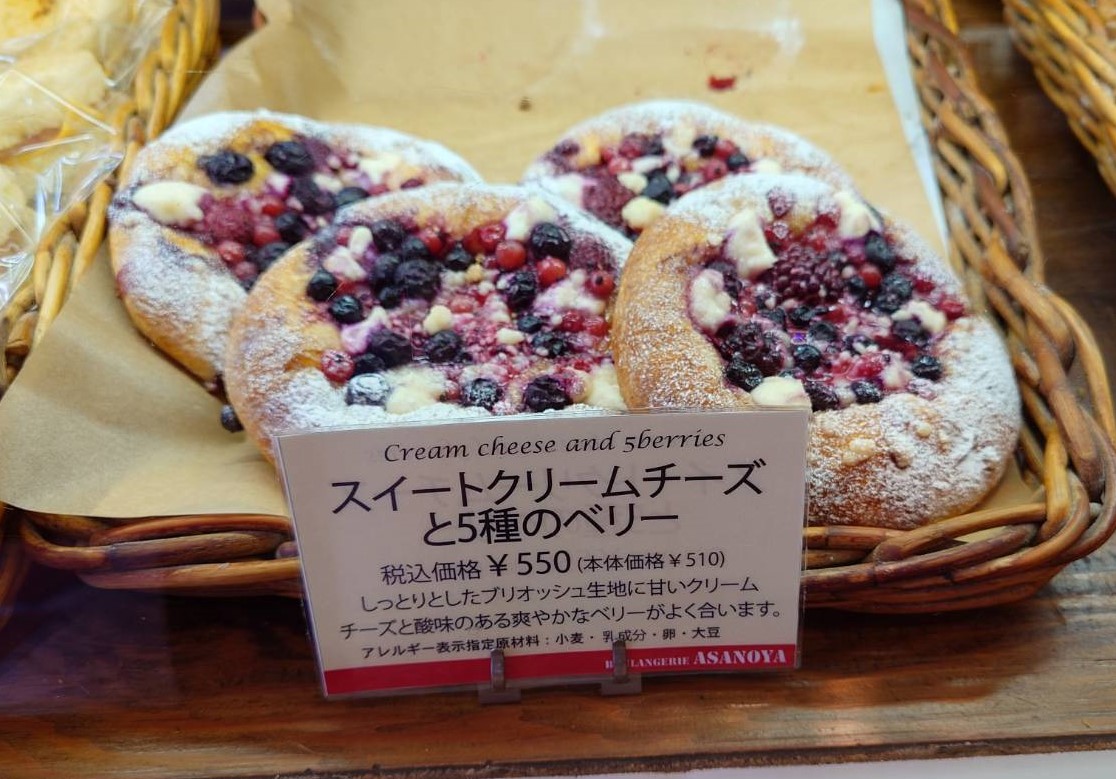 Cream cheese and 5berries
スイートクリームチーズ
と5種のベリー
税込価格￥550(本体価格￥510)
しっとりとしたブリオッシュ生地に甘いクリーム
チーズと酸味のある爽やかなベリーがよく合います。
アレルギー表示指定原材料：小麦・乳成分・卵・大豆
BOULANGERIE ASANOYA